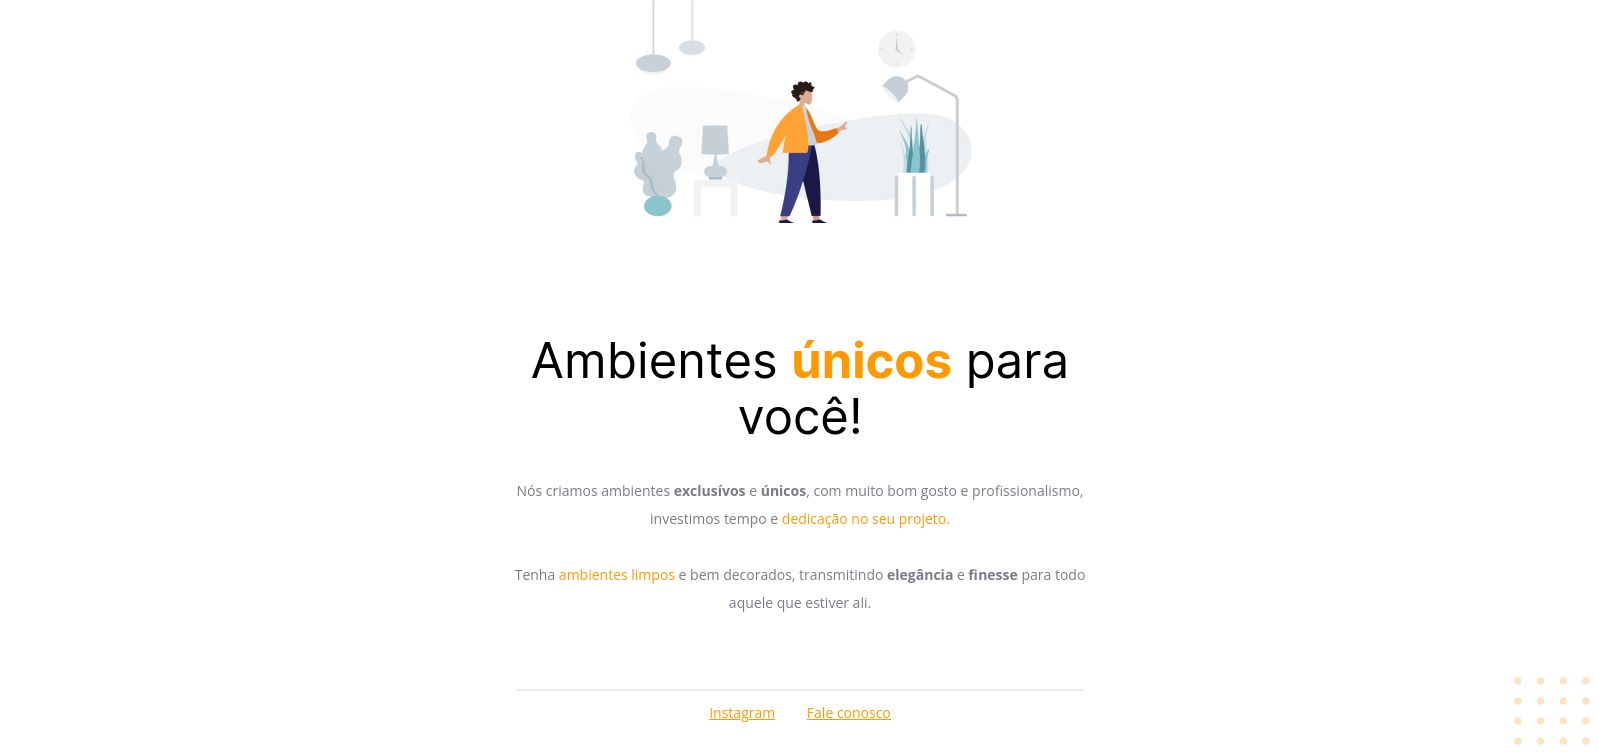 Ambientes únicos para
você!
Nós criamos ambientes exclusívos e únicos, com muito bom gosto e profissionalismo,
investimos tempo e dedicação no seu projeto.
Tenha ambientes limpos e bem decorados, transmitindo elegância e finesse para todo
aquele que estiver ali.
Instagram Fale conosco